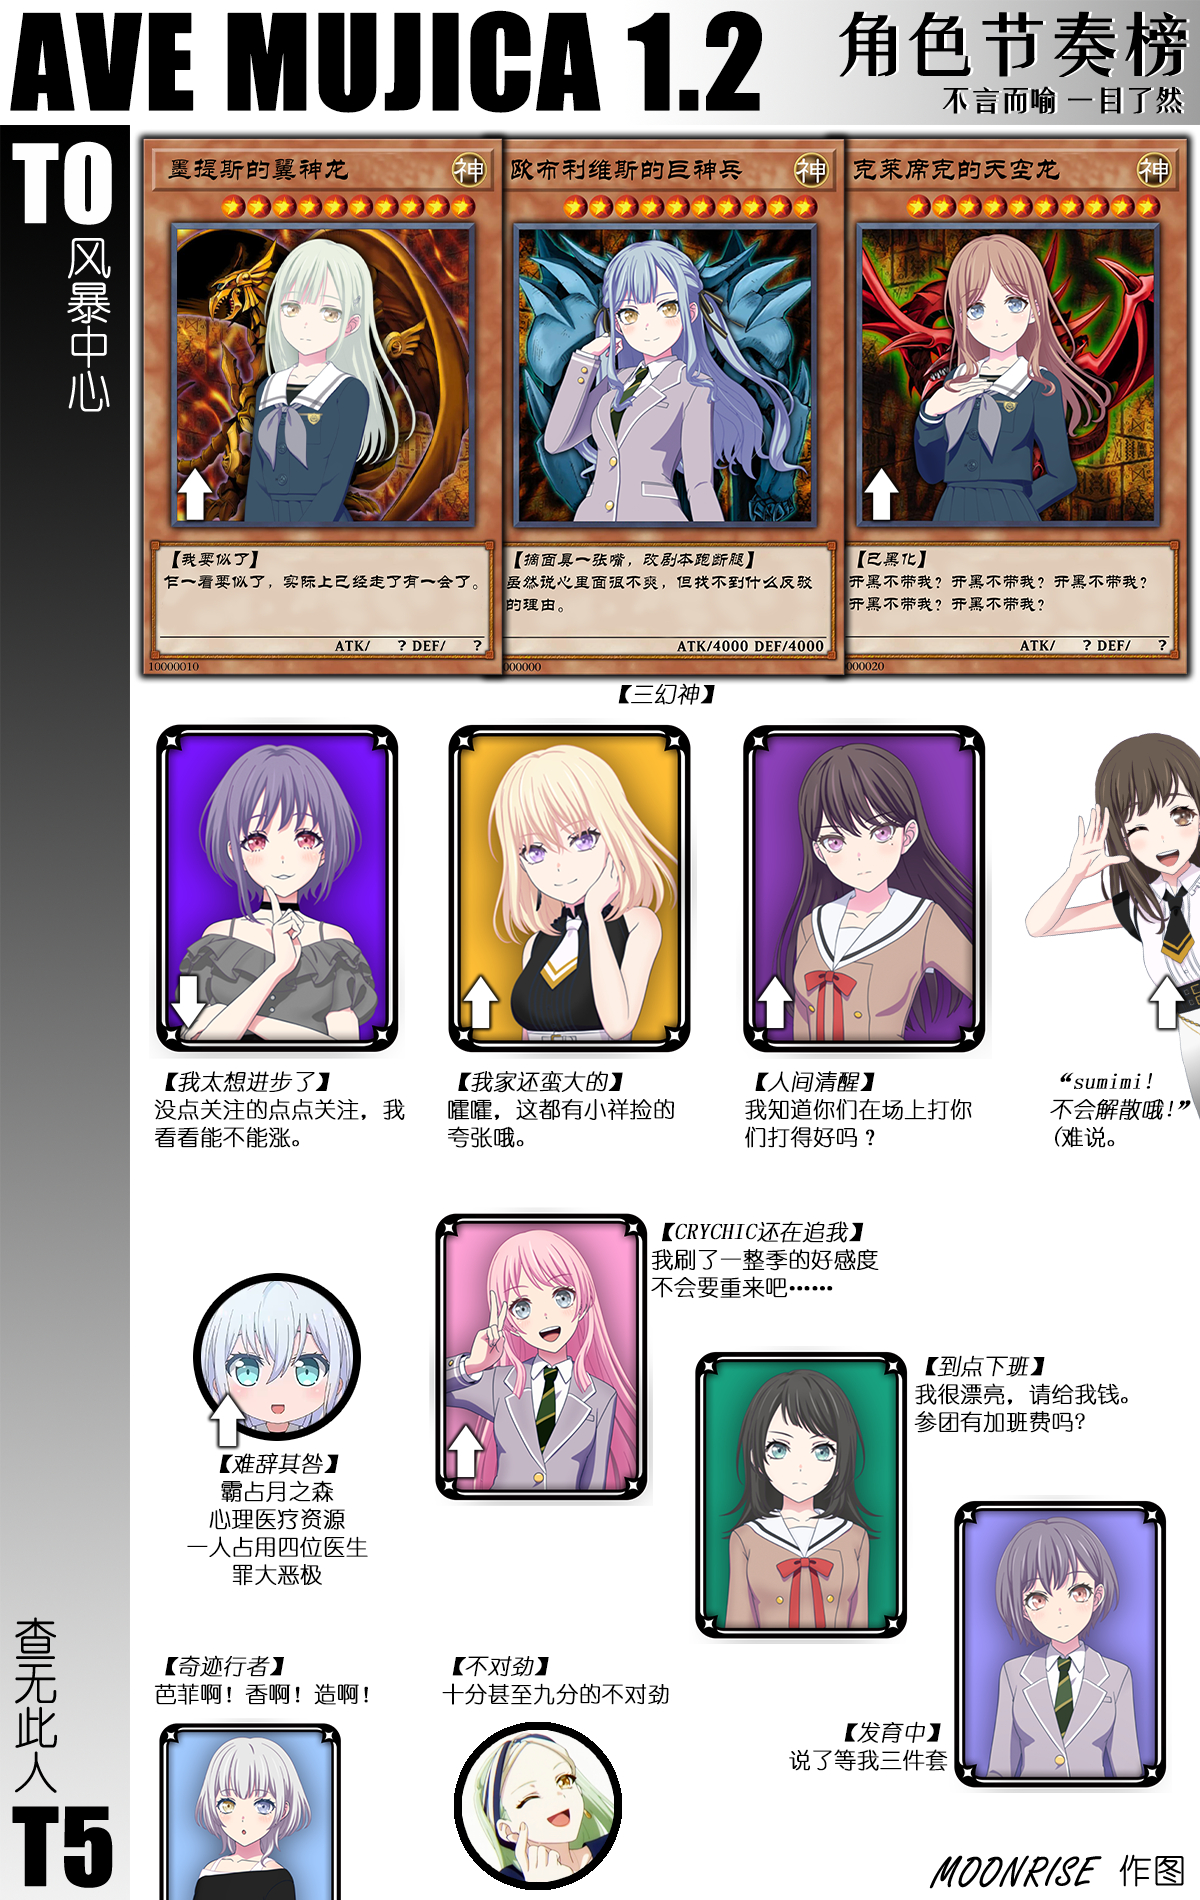 AVE MUJICA 1.2
角色节奏榜
不言而喻 一目了然
T0
风暴中心
墨提斯的翼神龙
神
【我要似了】
乍一看要似了，实际上已经走了有一会了。
ATK/ ? DEF/ ?
10000010
欧布利维斯的巨神兵
神
【摘面具一张嘴，改剧本跑断腿】
虽然说心里面很不爽，但找不到什么反驳
的理由。
ATK/4000 DEF/4000
000000
克莱席克的天空龙
神
【已黑化】
开黑不带我？开黑不带我？开黑不带我？
开黑不带我？开黑不带我？
ATK/ ? DEF/ ?
000020
【三幻神】
【我太想进步了】
没点关注的点点关注，我
看看能不能涨。
【我家还蛮大的】
嚯嚯，这都有小祥捡的
夸张哦。
【人间清醒】
我知道你们在场上打你
们打得好吗？
“sumimi！
不会解散哦！”
（难说。
【CRYCHIC还在追我】
我刷了一整季的好感度
不会要重来吧……
【难辞其咎】
霸占月之森
心理医疗资源
一人占用四位医生
罪大恶极
【到点下班】
我很漂亮，请给我钱。
参团有加班费吗？
【奇迹行者】
芭菲啊！香啊！造啊！
【不对劲】
十分甚至九分的不对劲
【发育中】
说了等我三件套
查无此人
T5
MOONRISE 作图